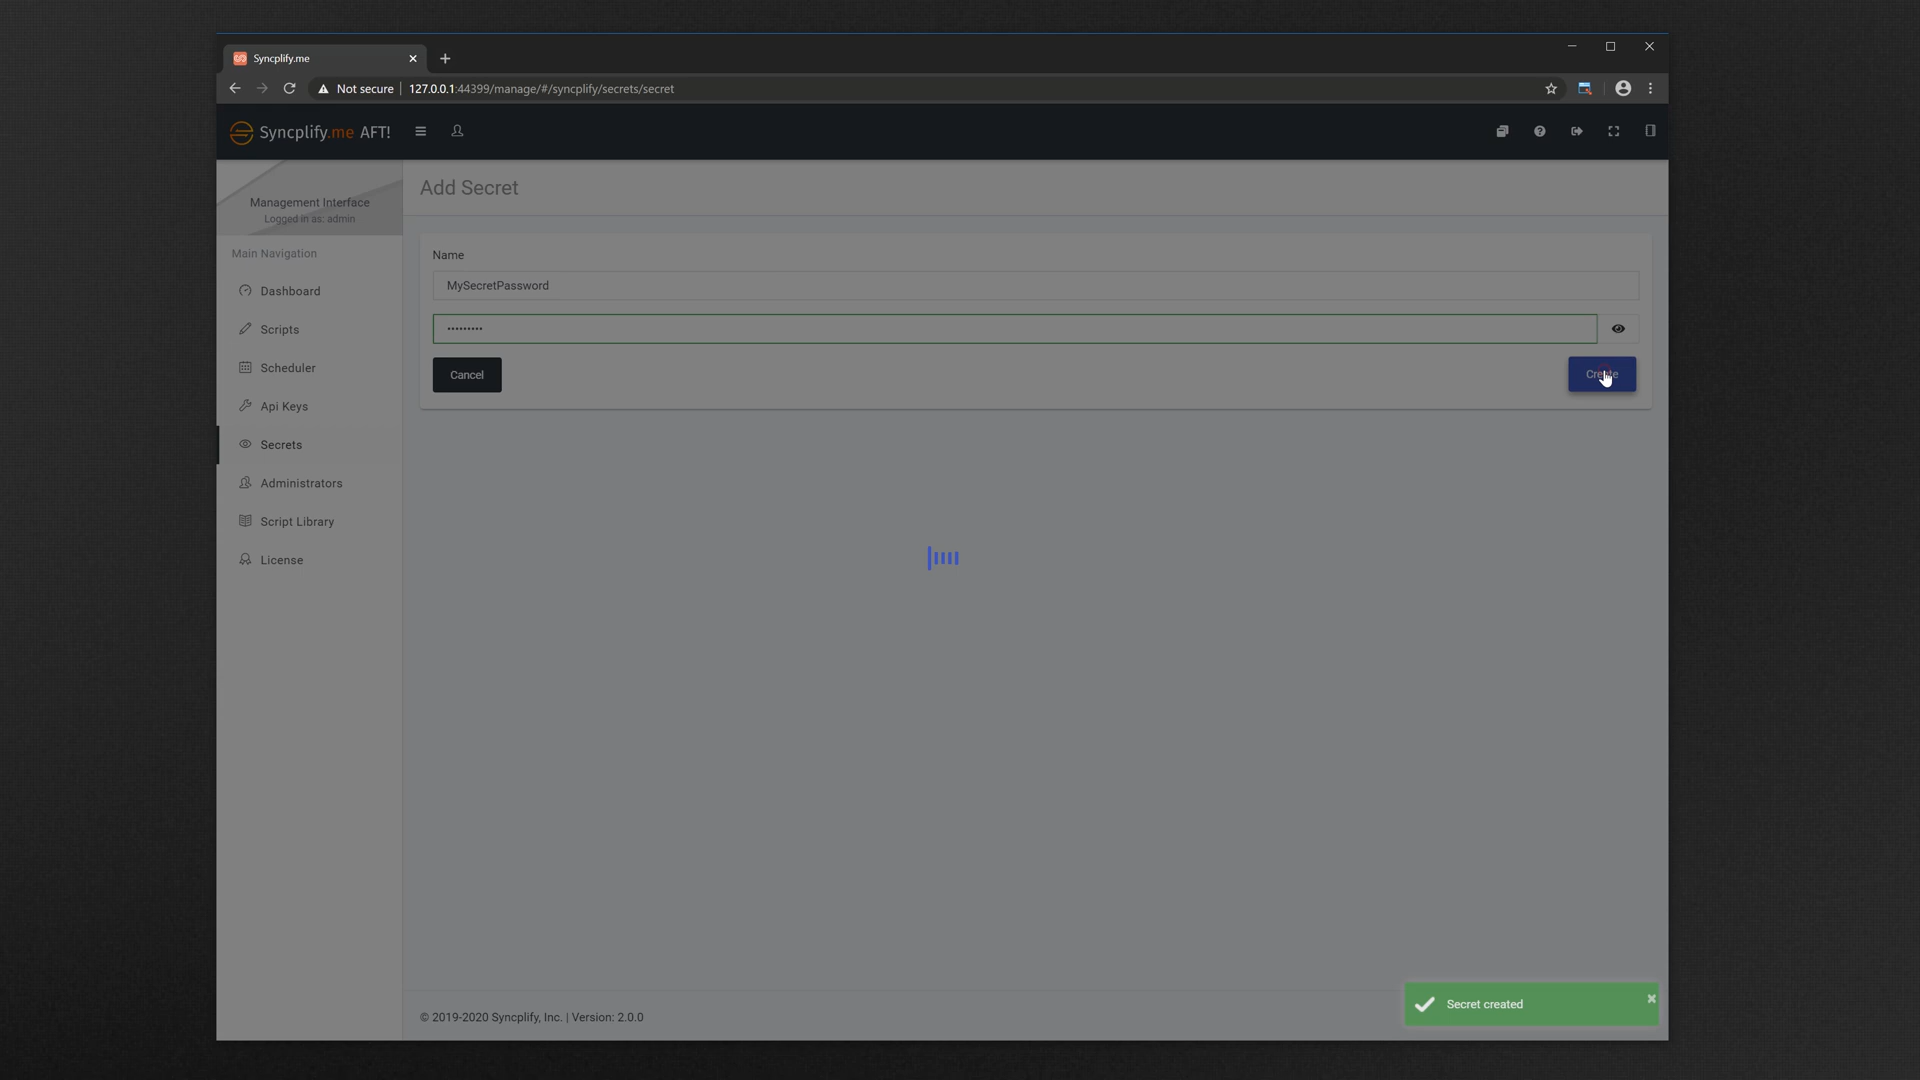 Syncplify.me
Not secure
127.0.0.1:44399/manage/#/syncplify/secrets/secret
Syncplify.me AFT!
Management Interface
Logged in as: admin
Main Navigation
Dashboard
Scripts
Scheduler
Api Keys
Secrets
Administrators
Script Library
License
Add Secret
Name
MySecretPassword
•••••••••
Cancel
Create
© 2019-2020 Syncplify, Inc. | Version: 2.0.0
Secret created